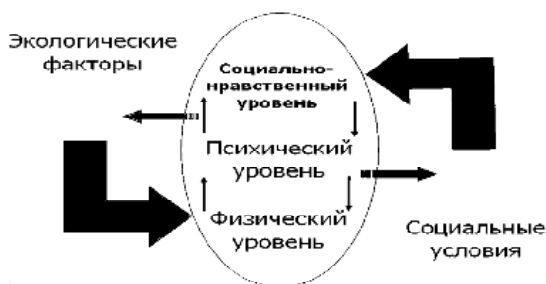 Экологические
факторы
Социально-
нравственный
уровень
Психический
уровень
Физический
уровень
Социальные
условия